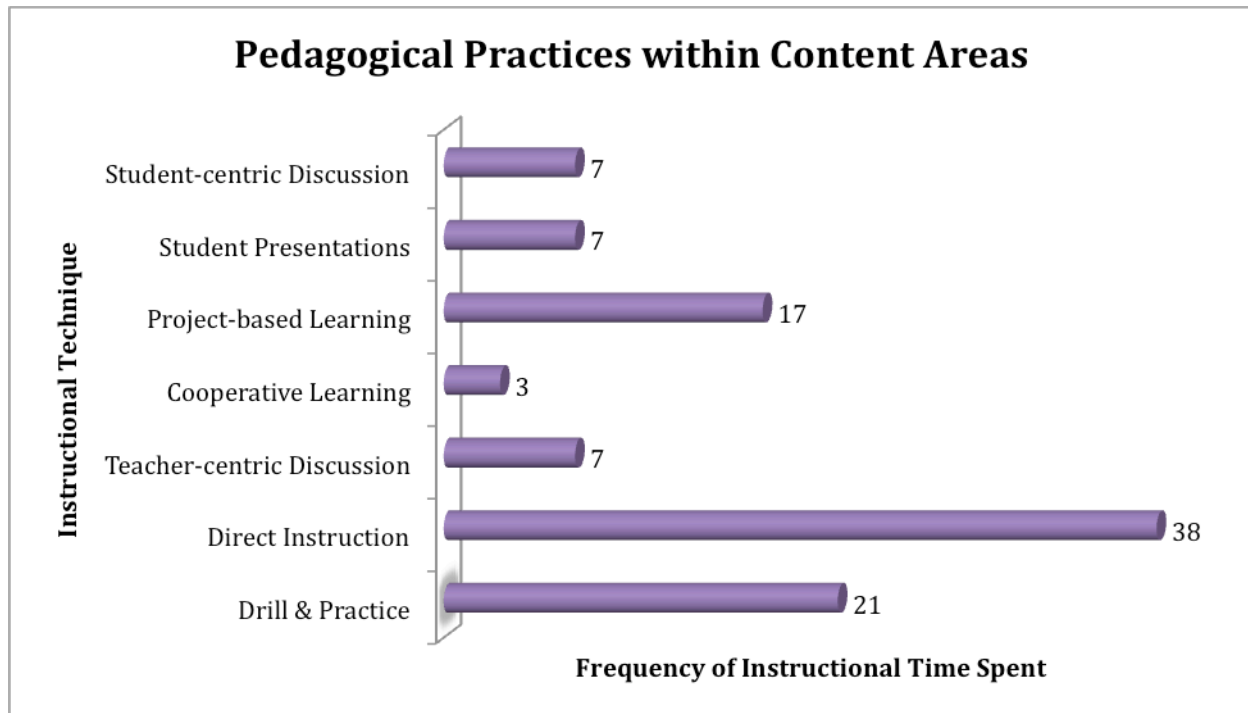 Pedagogical Practices within Content Areas
Student-centric Discussion
7
Student Presentations
7
Project-based Learning
17
Cooperative Learning
3
Teacher-centric Discussion
7
Direct Instruction
38
Drill & Practice
21
Instructional Technique
Frequency of Instructional Time Spent